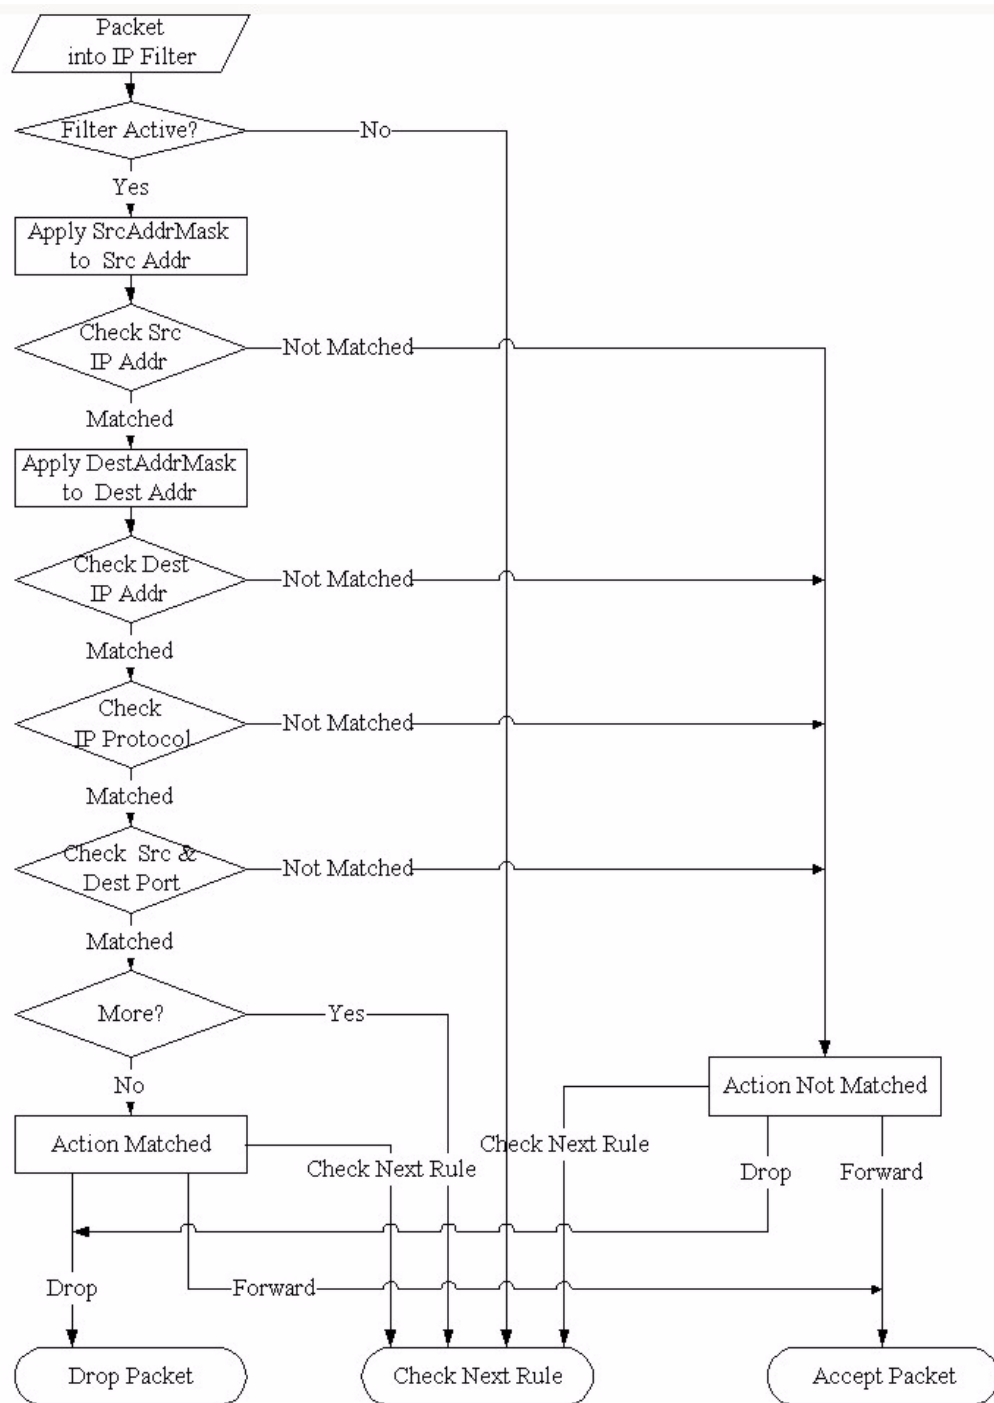 Packet
into IP Filter
Filter Active?
No
Yes
Apply SrcAddrMask
to Src Addr
Check Src
IP Addr
Not Matched
Matched
Apply DestAddrMask
to Dest Addr
Check Dest
IP Addr
Not Matched
Matched
Check
IP Protocol
Not Matched
Matched
Check Src &
Dest Port
Not Matched
Matched
More?
Yes
No
Action Not Matched
Action Matched
Check Next Rule
Check Next Rule
Drop
Forward
Drop
Forward
Drop Packet
Check Next Rule
Accept Packet